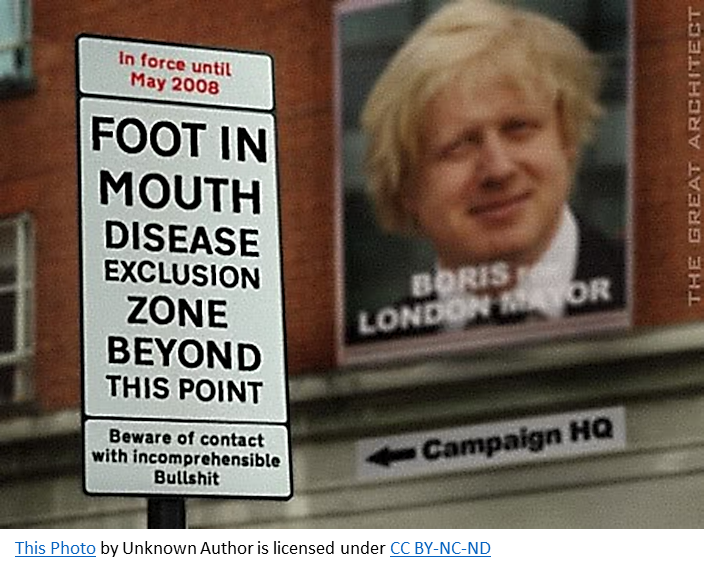 In force until
May 2008
FOOT IN
MOUTH
DISEASE
EXCLUSION
ZONE
BEYOND
THIS POINT
Beware of contact
with incomprehensible
Bullshit
BORIS
LONDON MAYOR
Campaign HQ
THE GREAT ARCHITECT
This Photo by Unknown Author is licensed under CC BY-NC-ND